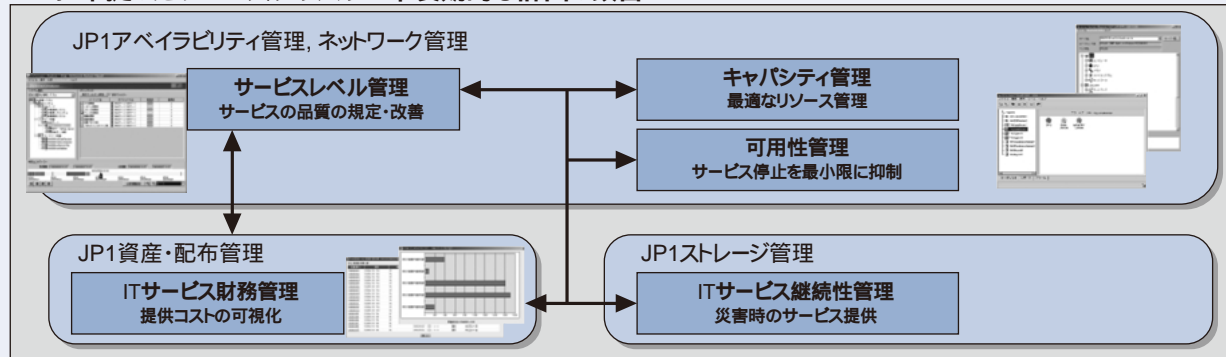 JP1アベイラビリティ管理, ネットワーク管理
サービスレベル管理
サービスの品質の規定・改善
キャパシティ管理
最適なリソース管理
可用性管理
サービス停止を最小限に抑制
JP1資産・配布管理
ITサービス財務管理
提供コストの可視化
JP1ストレージ管理
ITサービス継続性管理
災害時のサービス提供